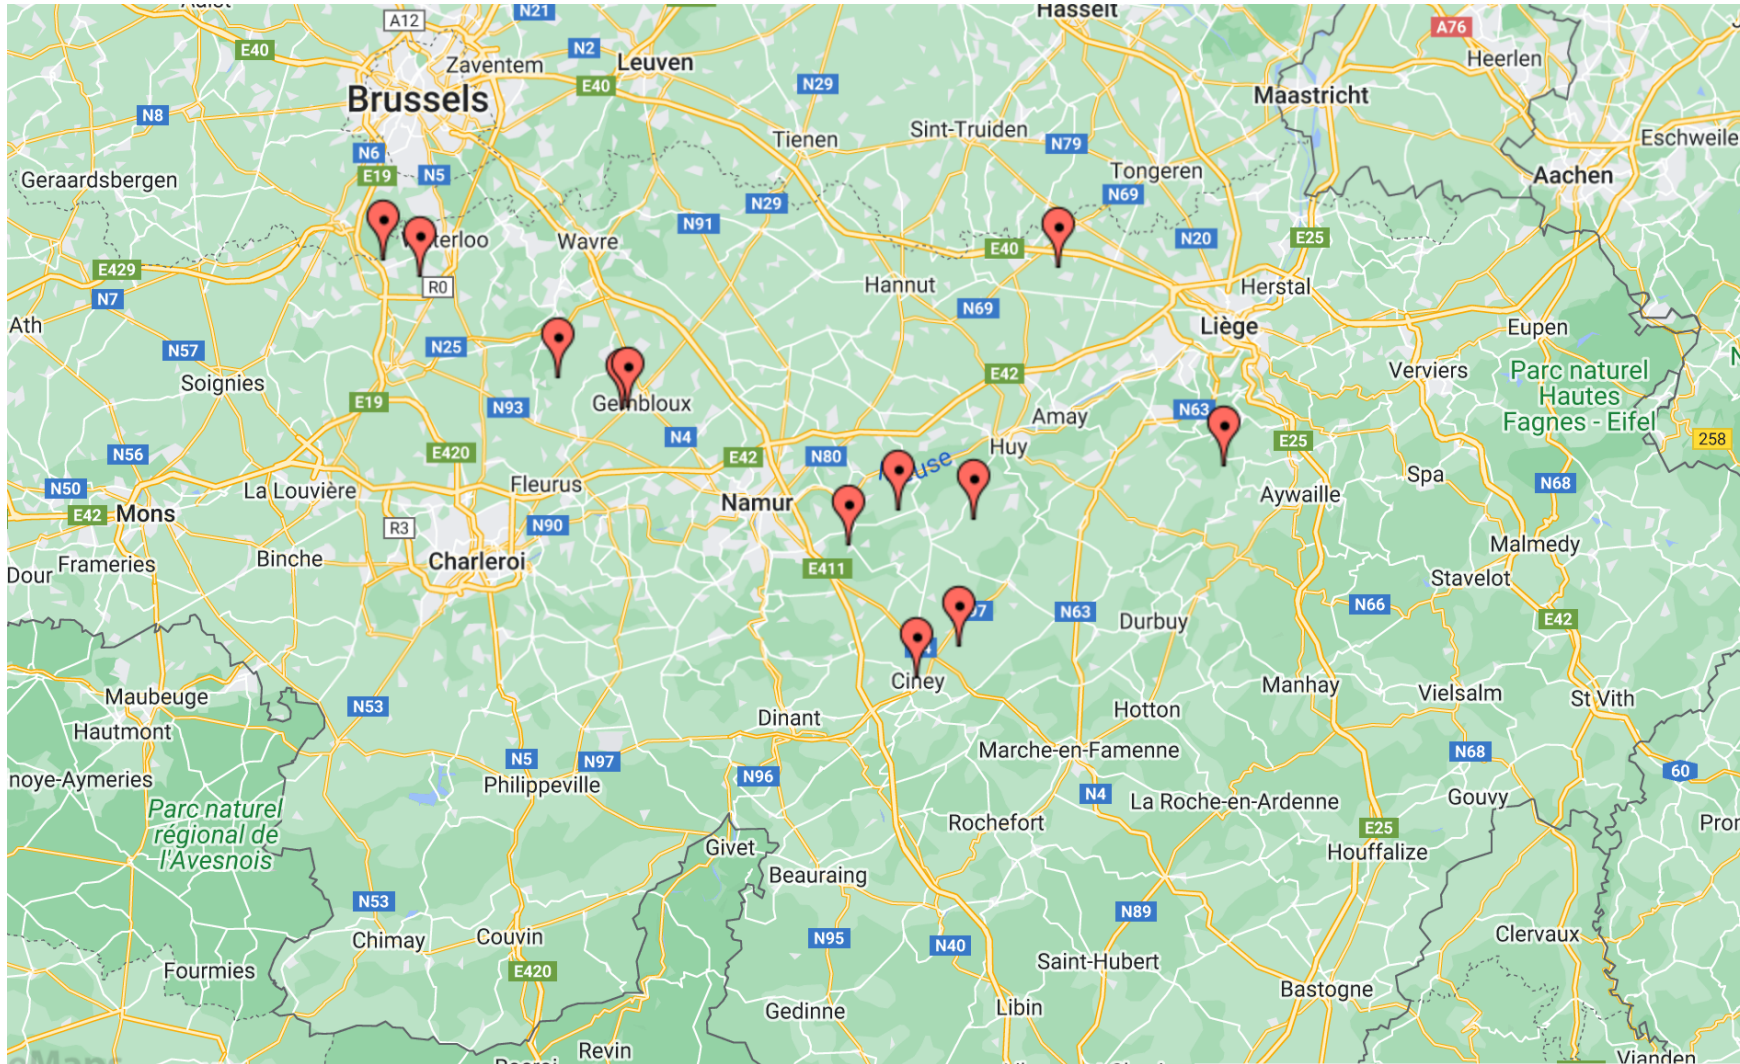 A12
N21
Hasselt
A76
E40
N2
Zaventem
Leuven
Heerlen
E40
N29
Brussels
Maastricht
N8
Tienen
Sint-Truiden
N79
Eschweile
N6
E19
N5
Geraardsbergen
Tongeren
Aachen
N69
N29
N91
Wavre
E40
N20
E25
E429
R0
Hannut
Herstal
N7
N69
Ath
Liège
Eupen
N57
N25
Soignies
E42
Verviers
Parc naturel
Hautes
Fagnes - Eifel
E19
N93
Gembloux
N63
Amay
N4
258
E25
Huy
N56
E420
E42
N80
Meuse
Spa
N50
La Louvière
Fleurus
N68
Aywaille
E42
Mons
Namur
R3
N90
Malmedy
Binche
Charleroi
Frameries
Dour
E411
Stavelot
N66
N63
Durbuy
E42
Ciney
Manhay
Vielsalm
St Vith
Maubeuge
Hautmont
N53
Dinant
Hotton
Marche-en-Famenne
N5
N97
N68
60
noye-Aymeries
Philippeville
N96
N4
La Roche-en-Ardenne
Gouvy
Parc naturel
régional de
l'Avesnois
Rochefort
E25
Houffalize
Givet
Beauraing
N53
N89
Chimay
Couvin
N95
N40
Clervaux
Fourmies
E420
Saint-Hubert
Bastogne
Gedinne
Libin
Revin
Vianden